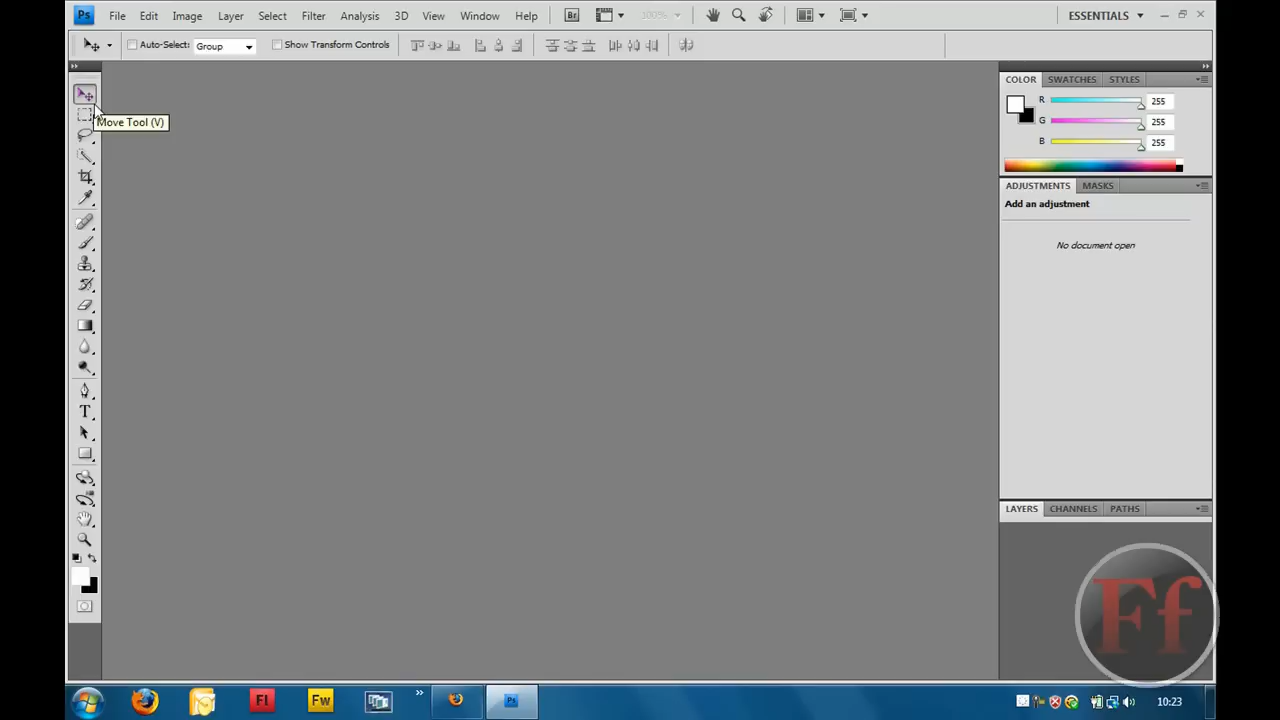 Ps File Edit Image Layer Select Filter Analysis 3D View Window Help Br 100% ESSENTIALS
Auto-Select: Group Show Transform Controls
COLOR SWATCHES STYLES
R 255
Move Tool (V)
G 255
B 255
ADJUSTMENTS MASKS
Add an adjustment
No document open
T
LAYERS CHANNELS PATHS
Ff
Fl Fw » Ps 10:23